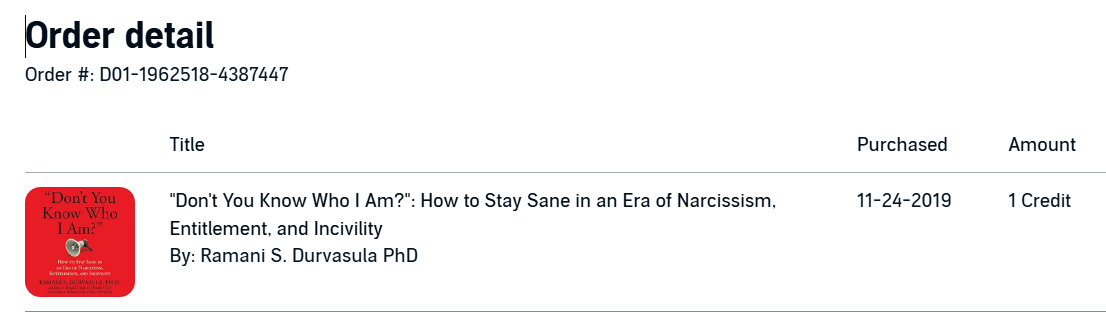 Order detail
Order #: D01-1962518-4387447
Title Purchased Amount
"Don't You Know Who I Am?": How to Stay Sane in an Era of Narcissism, 11-24-2019 1 Credit
Entitlement, and Incivility
By: Ramani S. Durvasula PhD
"Don't You
Know Who
I Am?"
How to Stay Sane in
an Era of Narcissism,
Entitlement, and Incivility
Ramani S. Durvasula, Ph.D.